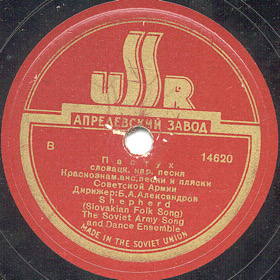 USSR
АПРЕЛЕВСКИЙ ЗАВОД
В 14620
Пастух
словацк. нар. песня
Краснознам. анс. песни и пляски
Советской Армии
Дирижер: Б. А. Александров
Shepherd
(Slovakian Folk Song)
The Soviet Army Song
and Dance Ensemble
MADE IN THE SOVIET UNION